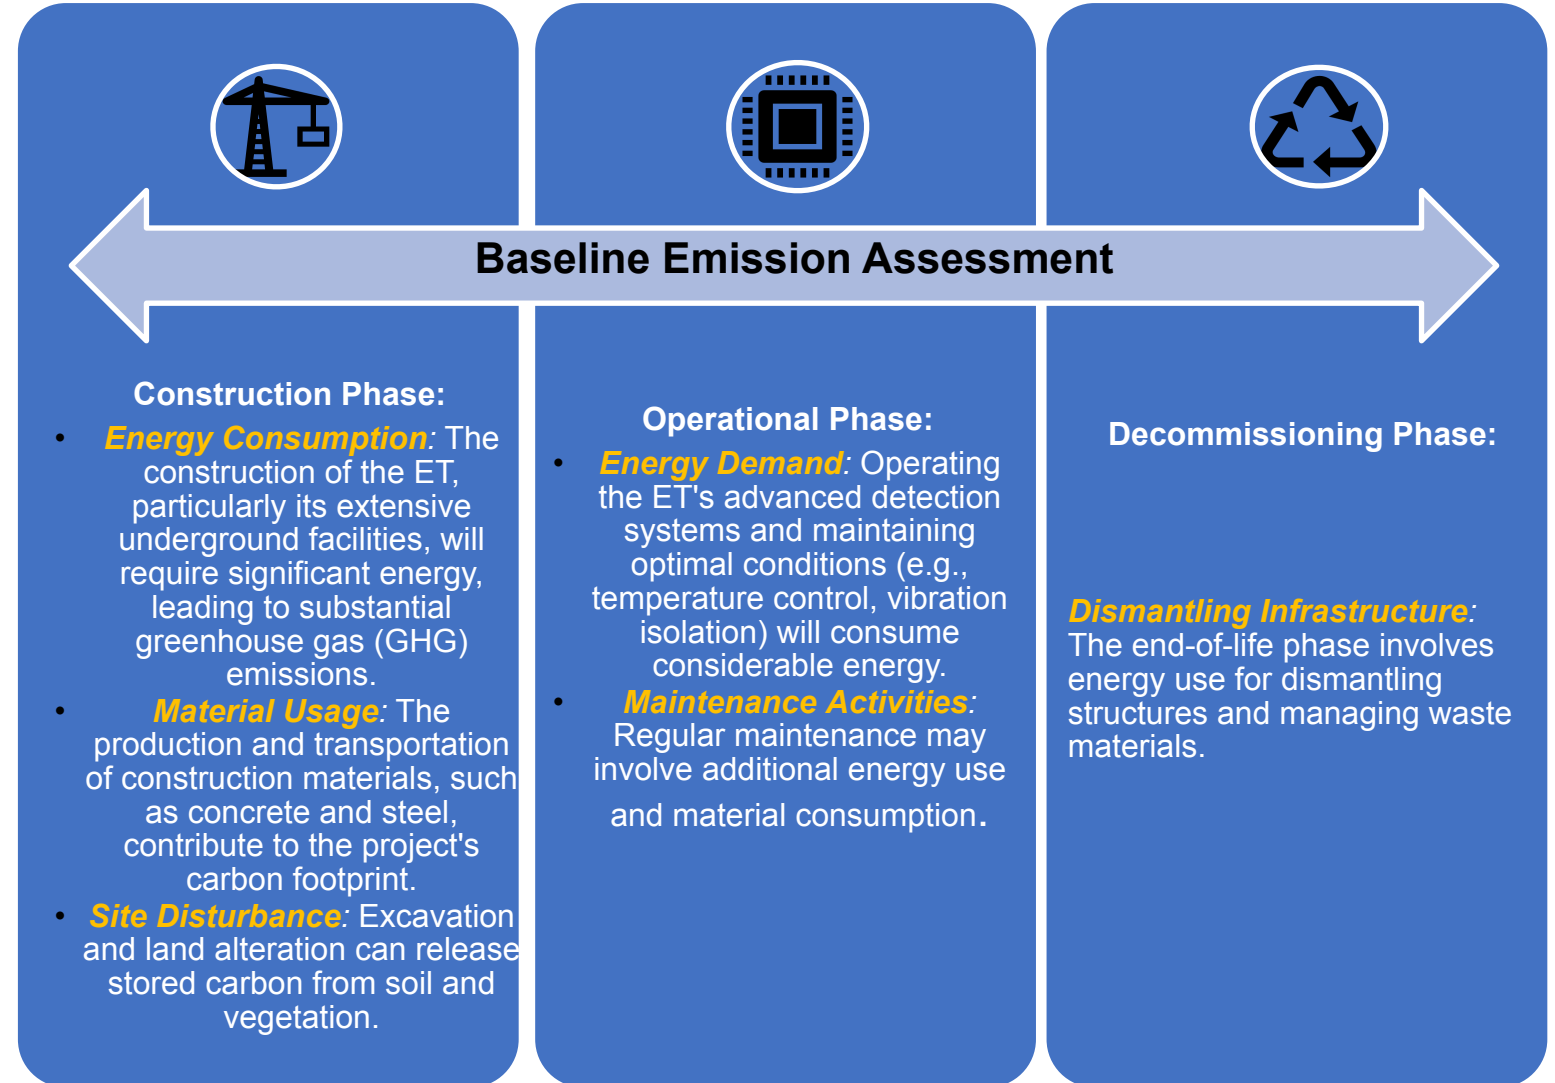 Baseline Emission Assessment
Construction Phase:
• Energy Consumption: The
construction of the ET,
particularly its extensive
underground facilities, will
require significant energy,
leading to substantial
greenhouse gas (GHG)
emissions.
• Material Usage: The
production and transportation
of construction materials, such
as concrete and steel,
contribute to the project's
carbon footprint.
• Site Disturbance: Excavation
and land alteration can release
stored carbon from soil and
vegetation.
Operational Phase:
• Energy Demand: Operating
the ET's advanced detection
systems and maintaining
optimal conditions (e.g.,
temperature control, vibration
isolation) will consume
considerable energy.
• Maintenance Activities:
Regular maintenance may
involve additional energy use
and material consumption.
Decommissioning Phase:
Dismantling Infrastructure:
The end-of-life phase involves
energy use for dismantling
structures and managing waste
materials.